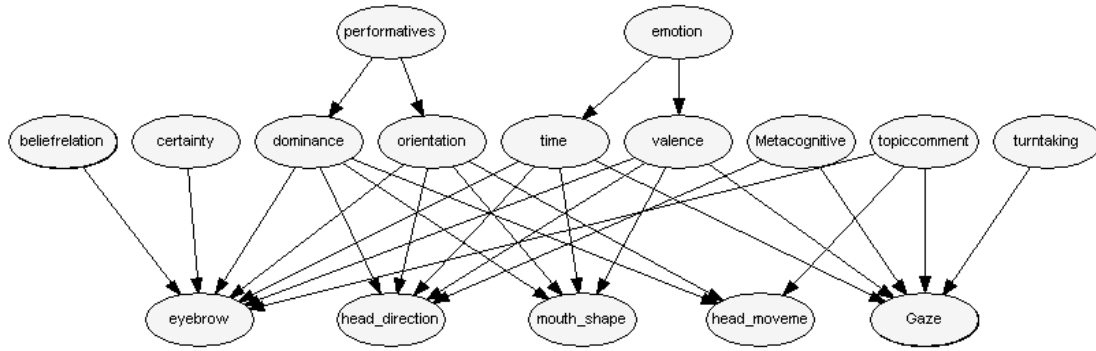 performatives
emotion
beliefrelation
certainty
dominance
orientation
time
valence
Metacognitive
topiccomment
turntaking
eyebrow
head_direction
mouth_shape
head_moveme
Gaze